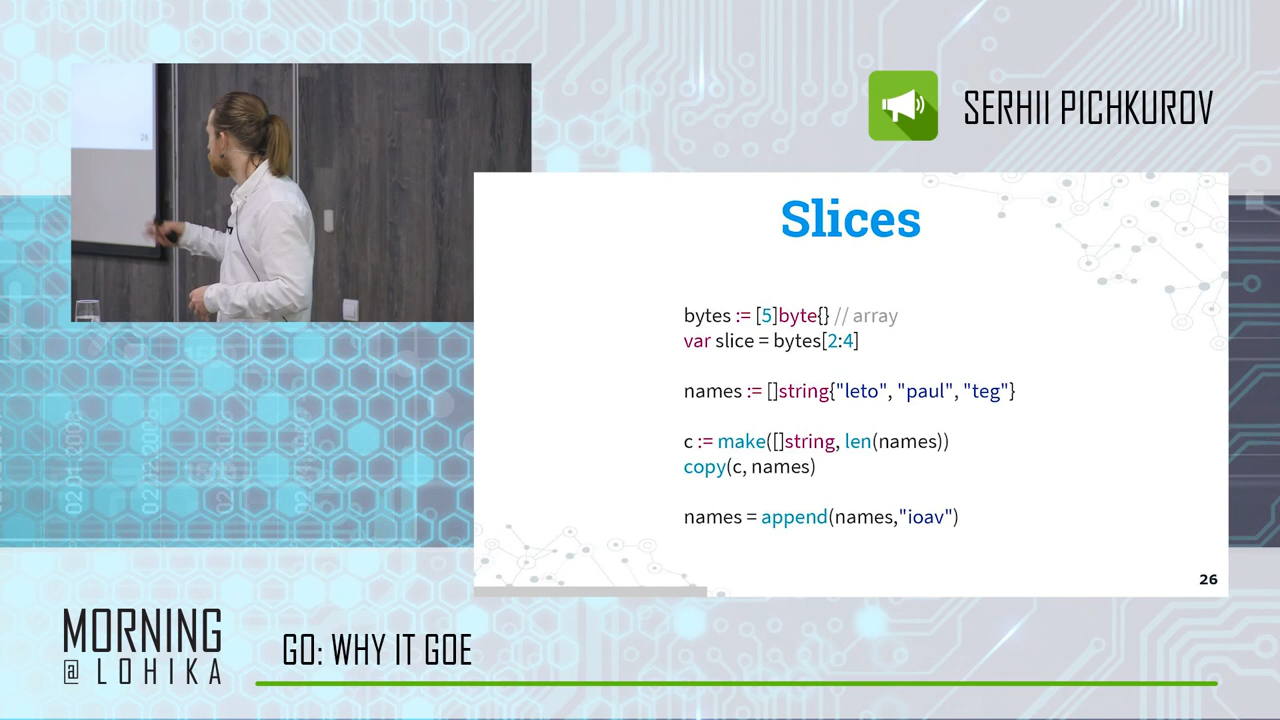 SERHII PICHKUROV
26
Slices
bytes := [5]byte{} // array
var slice = bytes[2:4]
names := []string{"leto", "paul", "teg"}
c := make([]string, len(names))
copy(c, names)
names = append(names,"ioav")
26
MORNING
@ LOHIKA
GO: WHY IT GOE